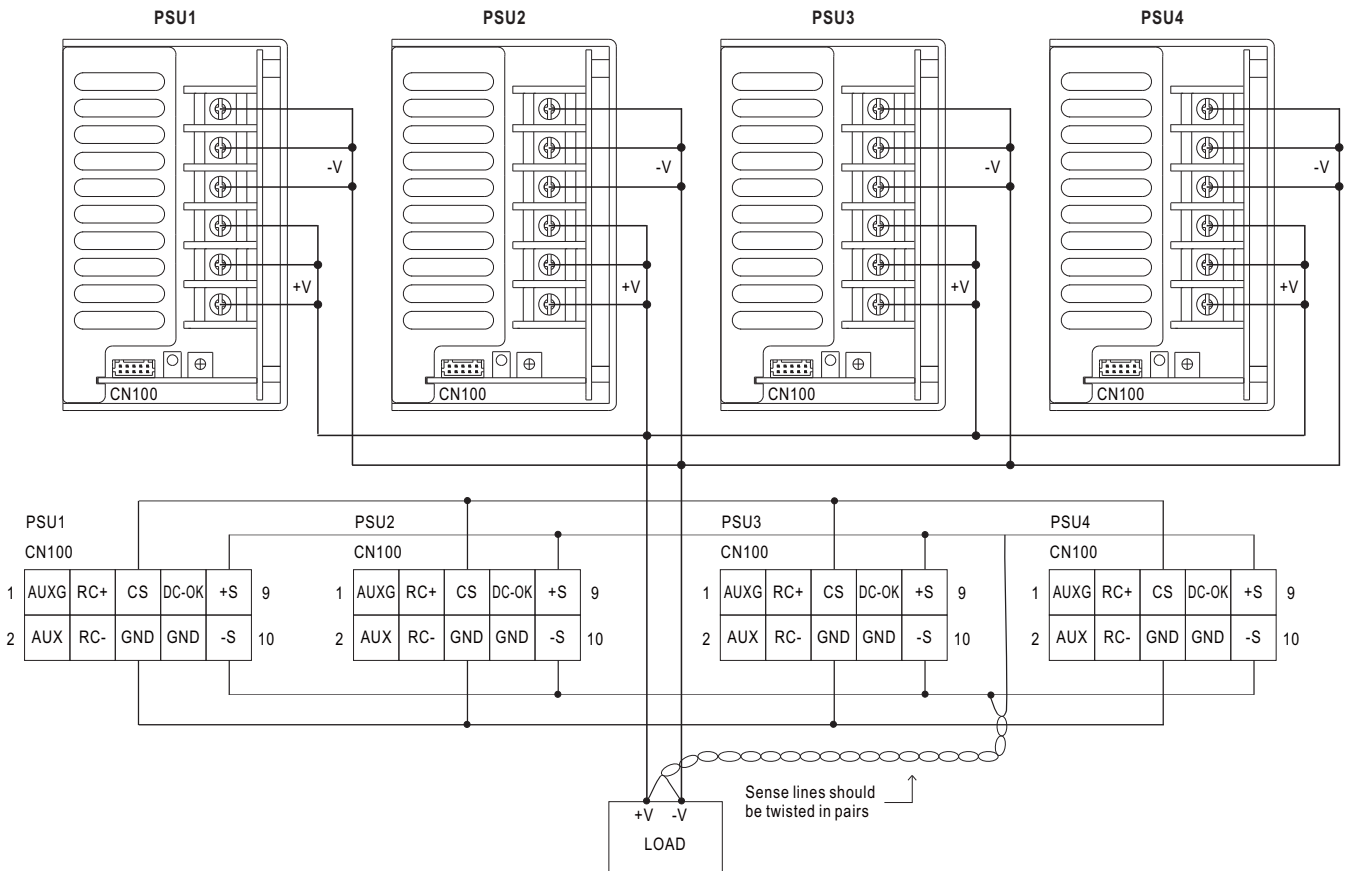 PSU1 PSU2 PSU3 PSU4
-V -V -V -V
+V +V +V +V
CN100 CN100 CN100 CN100
PSU1 PSU2 PSU3 PSU4
CN100 CN100 CN100 CN100
1 AUXG RC+ CS DC-OK +S 9 1 AUXG RC+ CS DC-OK +S 9 1 AUXG RC+ CS DC-OK +S 9 1 AUXG RC+ CS DC-OK +S 9
2 AUX RC- GND GND -S 10 2 AUX RC- GND GND -S 10 2 AUX RC- GND GND -S 10 2 AUX RC- GND GND -S 10
Sense lines should
be twisted in pairs
+V -V
LOAD